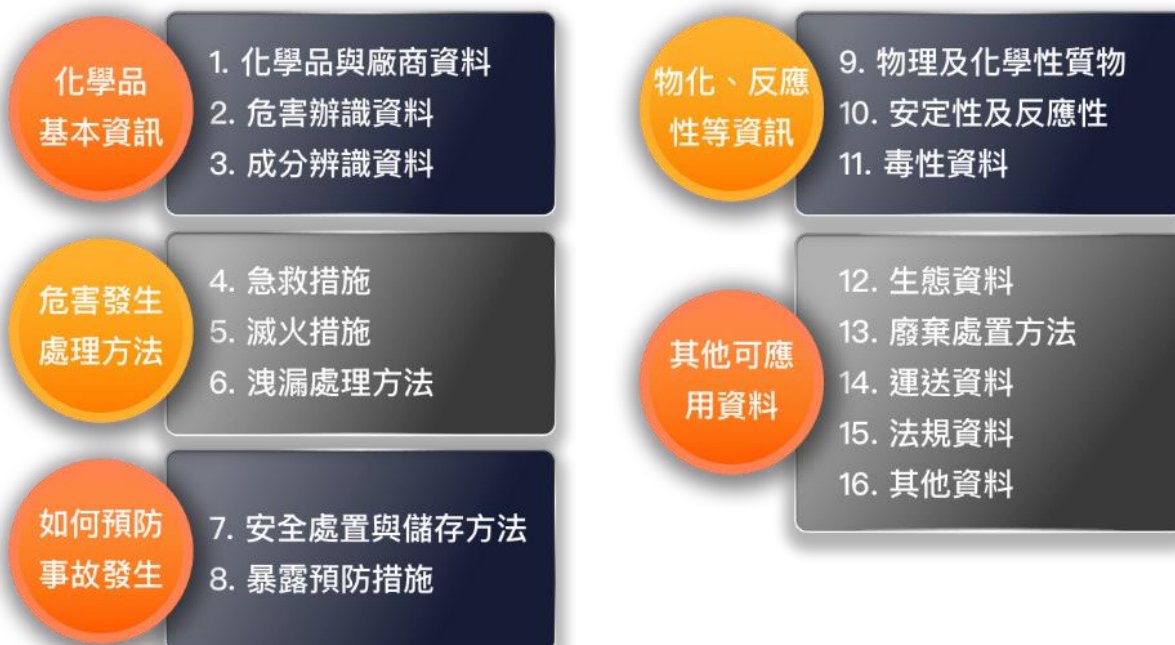 化學品
基本資訊
1. 化學品與廠商資料
2. 危害辦識資料
3. 成分辨識資料
危害發生
處理方法
4. 急救措施
5. 滅火措施
6. 洩漏處理方法
如何預防
事故發生
7. 安全處置與儲存方法
8. 暴露預防措施
物化、反應
性等資訊
9. 物理及化學性質物
10. 安定性及反應性
11. 毒性資料
其他可應
用資料
12. 生態資料
13. 廢棄處置方法
14. 運送資料
15. 法規資料
16. 其他資料